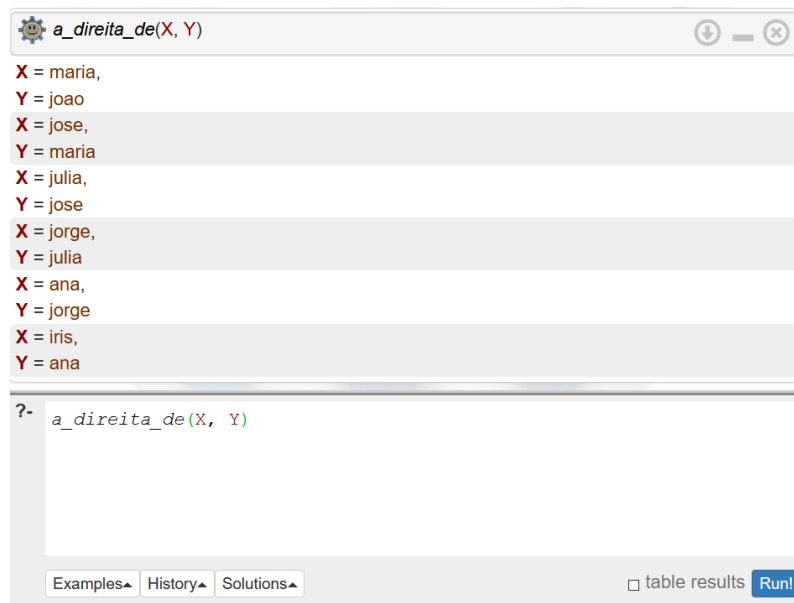 a_direita_de(X, Y)
X = maria,
Y = joao
X = jose,
Y = maria
X = julia,
Y = jose
X = jorge,
Y = julia
X = ana,
Y = jorge
X = iris,
Y = ana
?- a_direita_de(X, Y)
Examples History Solutions table results Run!